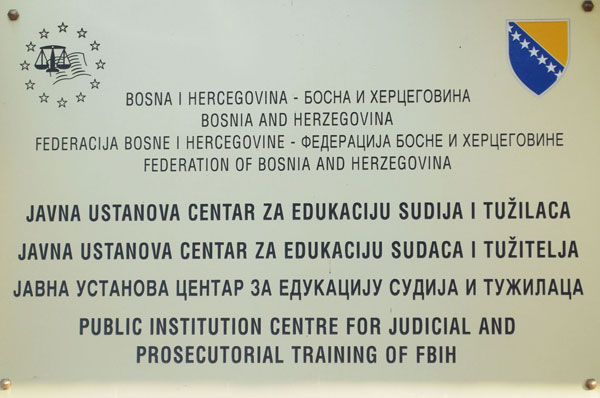 BOSNA I HERCEGOVINA - БОСНА И ХЕРЦЕГОВИНА
BOSNIA AND HERZEGOVINA
FEDERACIJA BOSNE I HERCEGOVINE - ФЕДЕРАЦИЈА БОСНЕ И ХЕРЦЕГОВИНЕ
FEDERATION OF BOSNIA AND HERZEGOVINA
JAVNA USTANOVA CENTAR ZA EDUKACIJU SUDIJA I TUŽILACA
JAVNA USTANOVA CENTAR ZA EDUKACIJU SUDACA I TUŽITELJA
ЈАВНА УСТАНОВА ЦЕНТАР ЗА ЕДУКАЦИЈУ СУДИЈА И ТУЖИЛАЦА
PUBLIC INSTITUTION CENTRE FOR JUDICIAL AND
PROSECUTORIAL TRAINING OF FBIH